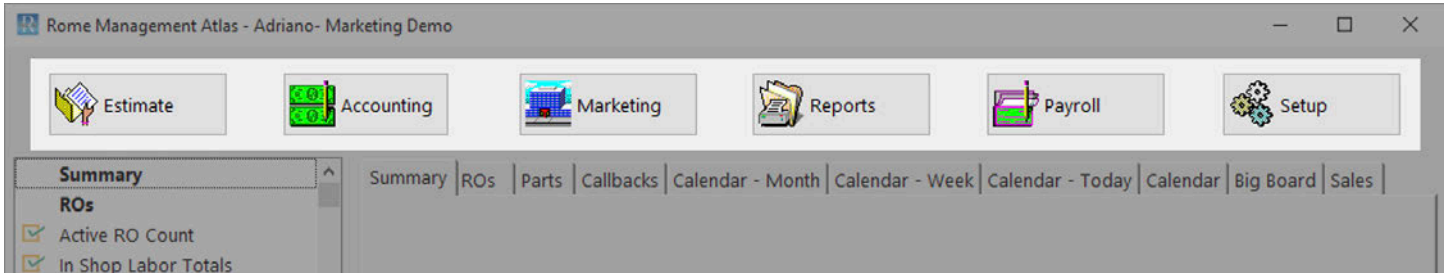 Rome Management Atlas - Adriano- Marketing Demo
Estimate Accounting Marketing Reports Payroll Setup
Summary ROs Parts Callbacks Calendar - Month Calendar - Week Calendar - Today Calendar Big Board Sales
Summary
ROs
Active RO Count
In Shop Labor Totals